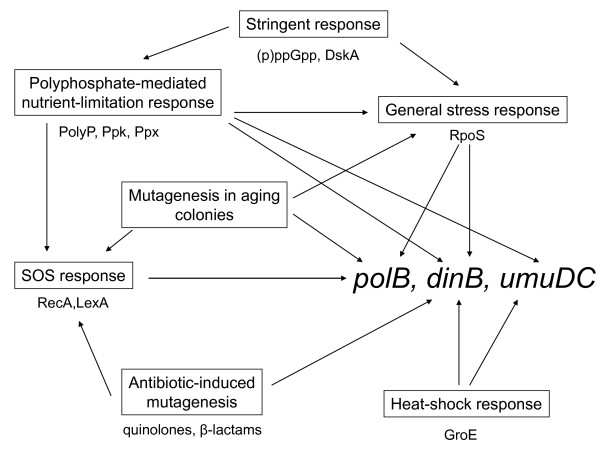 Stringent response
(p)ppGpp, DskA
Polyphosphate-mediated
nutrient-limitation response
PolyP, Ppk, Ppx
General stress response
RpoS
Mutagenesis in aging
colonies
SOS response
RecA,LexA
polB, dinB, umuDC
Antibiotic-induced
mutagenesis
quinolones, β-lactams
Heat-shock response
GroE